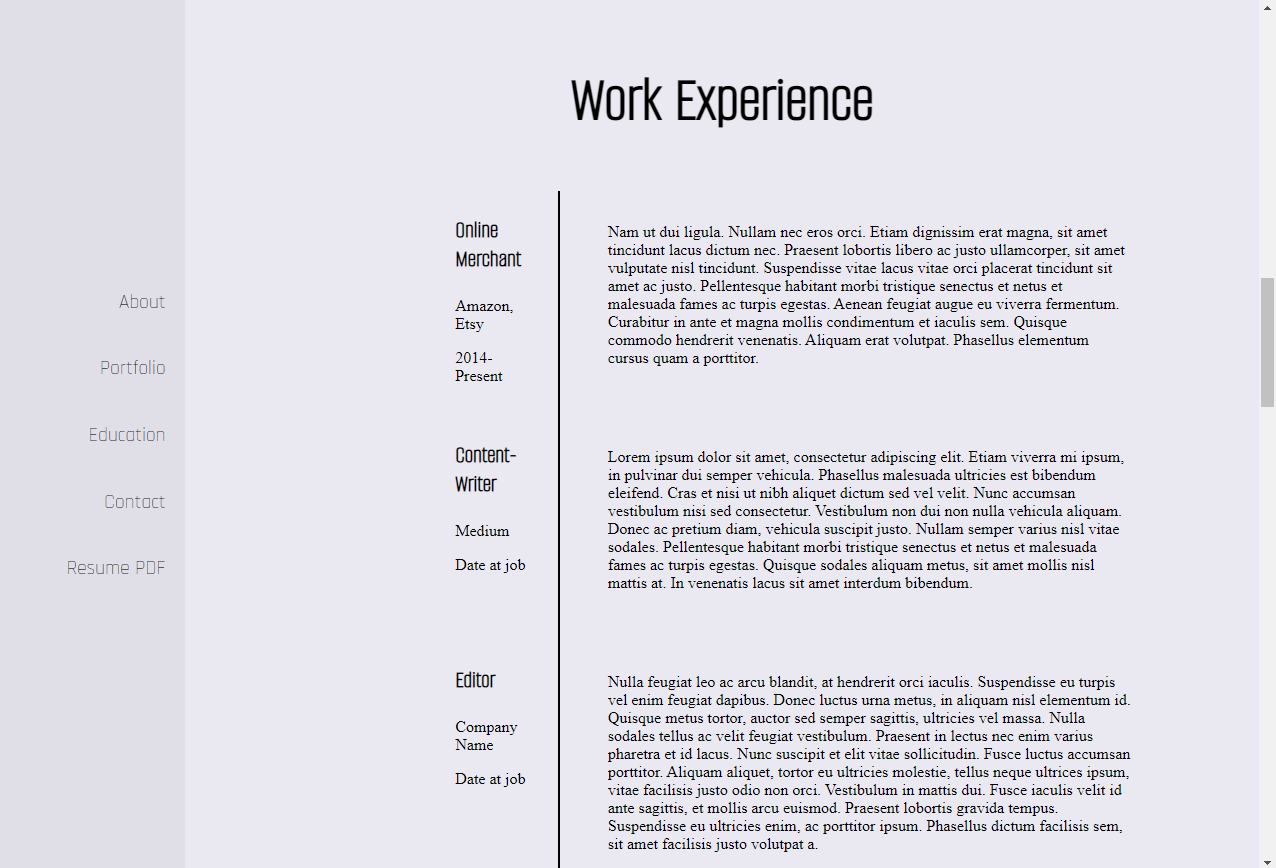 Work Experience
About
Portfolio
Education
Contact
Resume PDF
Online
Merchant
Amazon,
Etsy
2014-
Present
Nam ut dui ligula. Nullam nec eros orci. Etiam dignissim erat magna, sit amet
tincidunt lacus dictum nec. Praesent lobortis libero ac justo ullamcorper, sit amet
vulputate nisl tincidunt. Suspendisse vitae lacus vitae orci placerat tincidunt sit
amet ac justo. Pellentesque habitant morbi tristique senectus et netus et
malesuada fames ac turpis egestas. Aenean feugiat augue eu viverra fermentum.
Curabitur in ante et magna mollis condimentum et iaculis sem. Quisque
commodo hendrerit venenatis. Aliquam erat volutpat. Phasellus elementum
cursus quam a porttitor.
Content-
Writer
Medium
Date at job
Lorem ipsum dolor sit amet, consectetur adipiscing elit. Etiam viverra mi ipsum,
in pulvinar dui semper vehicula. Phasellus malesuada ultricies est bibendum
eleifend. Cras et nisi ut nibh aliquet dictum sed vel velit. Nunc accumsan
vestibulum nisi sed consectetur. Vestibulum non dui non nulla vehicula aliquam.
Donec ac pretium diam, vehicula suscipit justo. Nullam semper varius nisl vitae
sodales. Pellentesque habitant morbi tristique senectus et netus et malesuada
fames ac turpis egestas. Quisque sodales aliquam metus, sit amet mollis nisl
mattis at. In venenatis lacus sit amet interdum bibendum.
Editor
Company
Name
Date at job
Nulla feugiat leo ac arcu blandit, at hendrerit orci iaculis. Suspendisse eu turpis
vel enim feugiat dapibus. Donec luctus urna metus, in aliquam nisl elementum id.
Quisque metus tortor, auctor sed semper sagittis, ultricies vel massa. Nulla
sodales tellus ac velit feugiat vestibulum. Praesent in lectus nec enim varius
pharetra et id lacus. Nunc suscipit et elit vitae sollicitudin. Fusce luctus accumsan
porttitor. Aliquam aliquet, tortor eu ultricies molestie, tellus neque ultrices ipsum,
vitae facilisis justo odio non orci. Vestibulum in mattis dui. Fusce iaculis velit id
ante sagittis, et mollis arcu euismod. Praesent lobortis gravida tempus.
Suspendisse eu ultricies enim, ac porttitor ipsum. Phasellus dictum facilisis sem,
sit amet facilisis justo volutpat a.